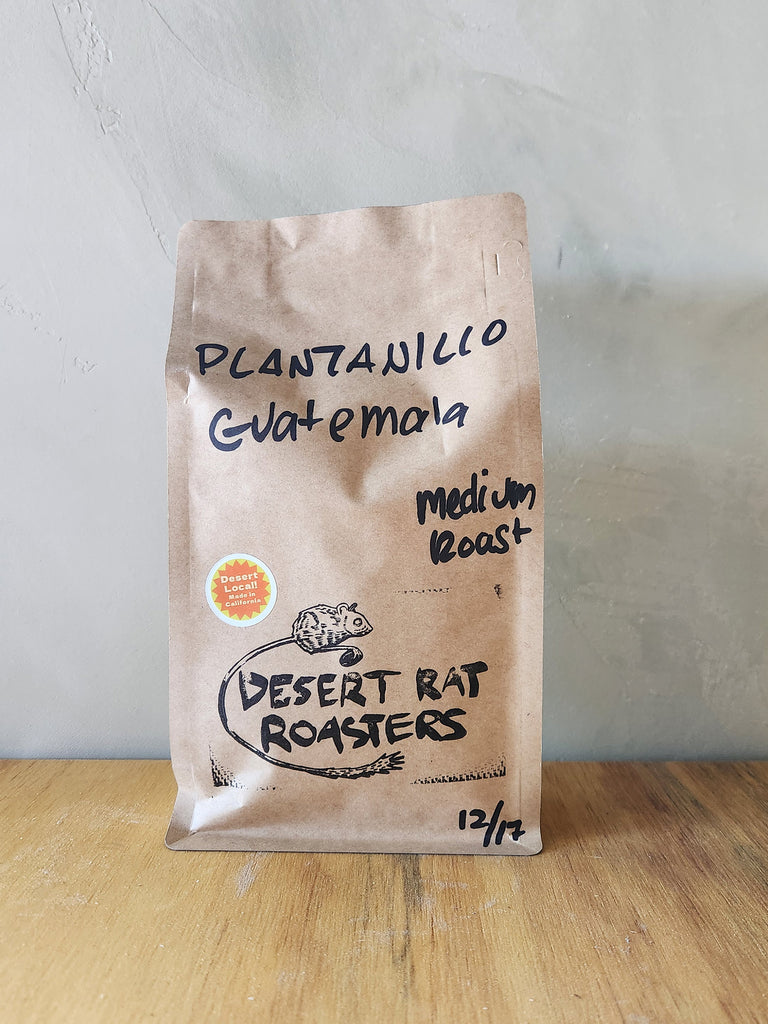 PLANTANILLO
Guatemala
Medium
Roast
Desert
Local!
Made in
California
DESERT RAT
ROASTERS
12/17